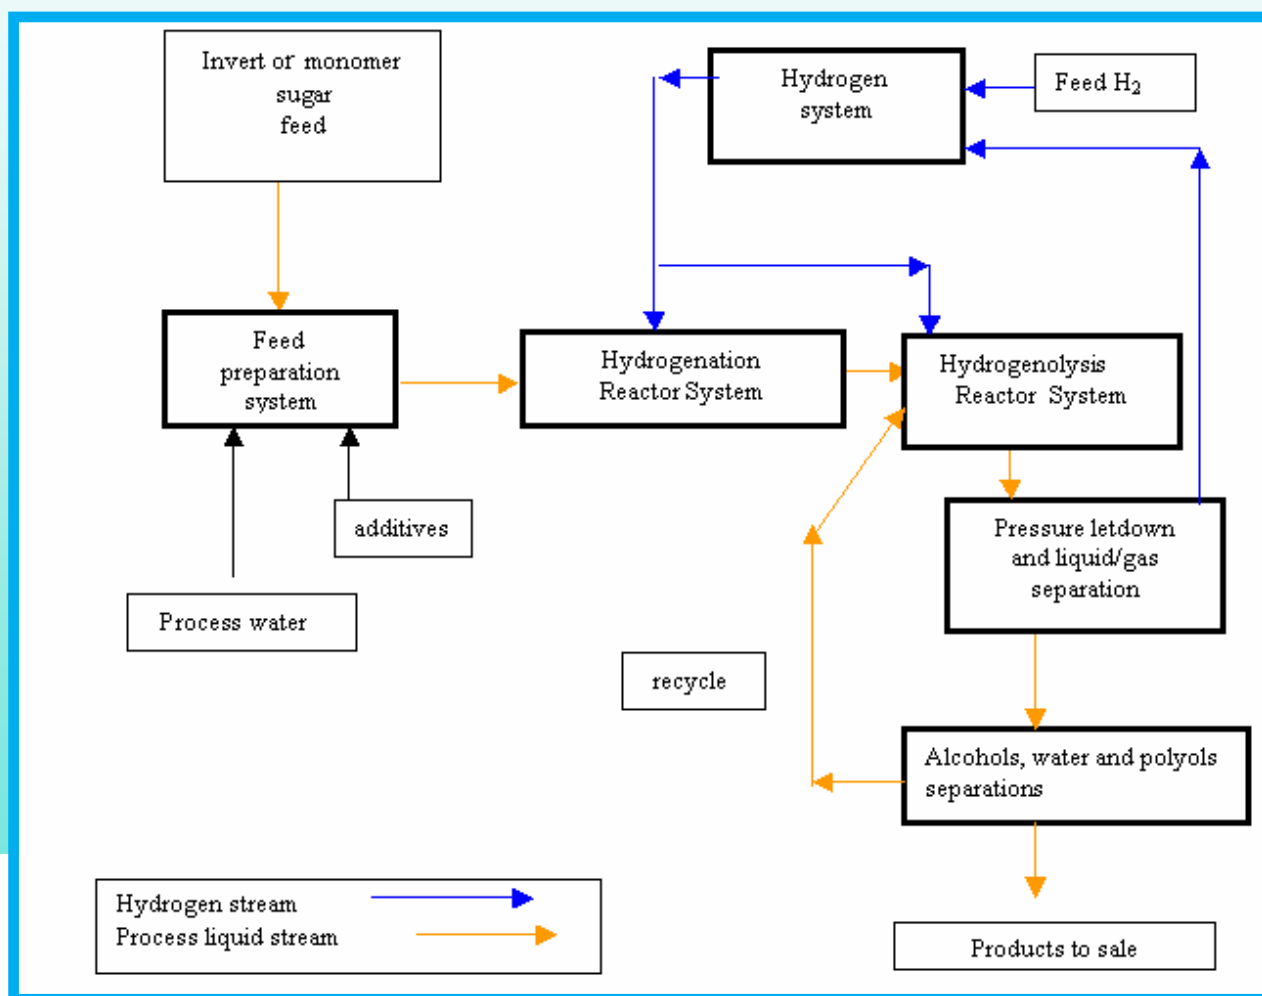 Invert or monomer
sugar
feed
Hydrogen
system
Feed H₂
Feed
preparation
system
Hydrogenation
Reactor System
Hydrogenolysis
Reactor System
additives
Process water
Pressure letdown
and liquid/gas
separation
recycle
Alcohols, water and polyols
separations
Hydrogen stream
Process liquid stream
Products to sale